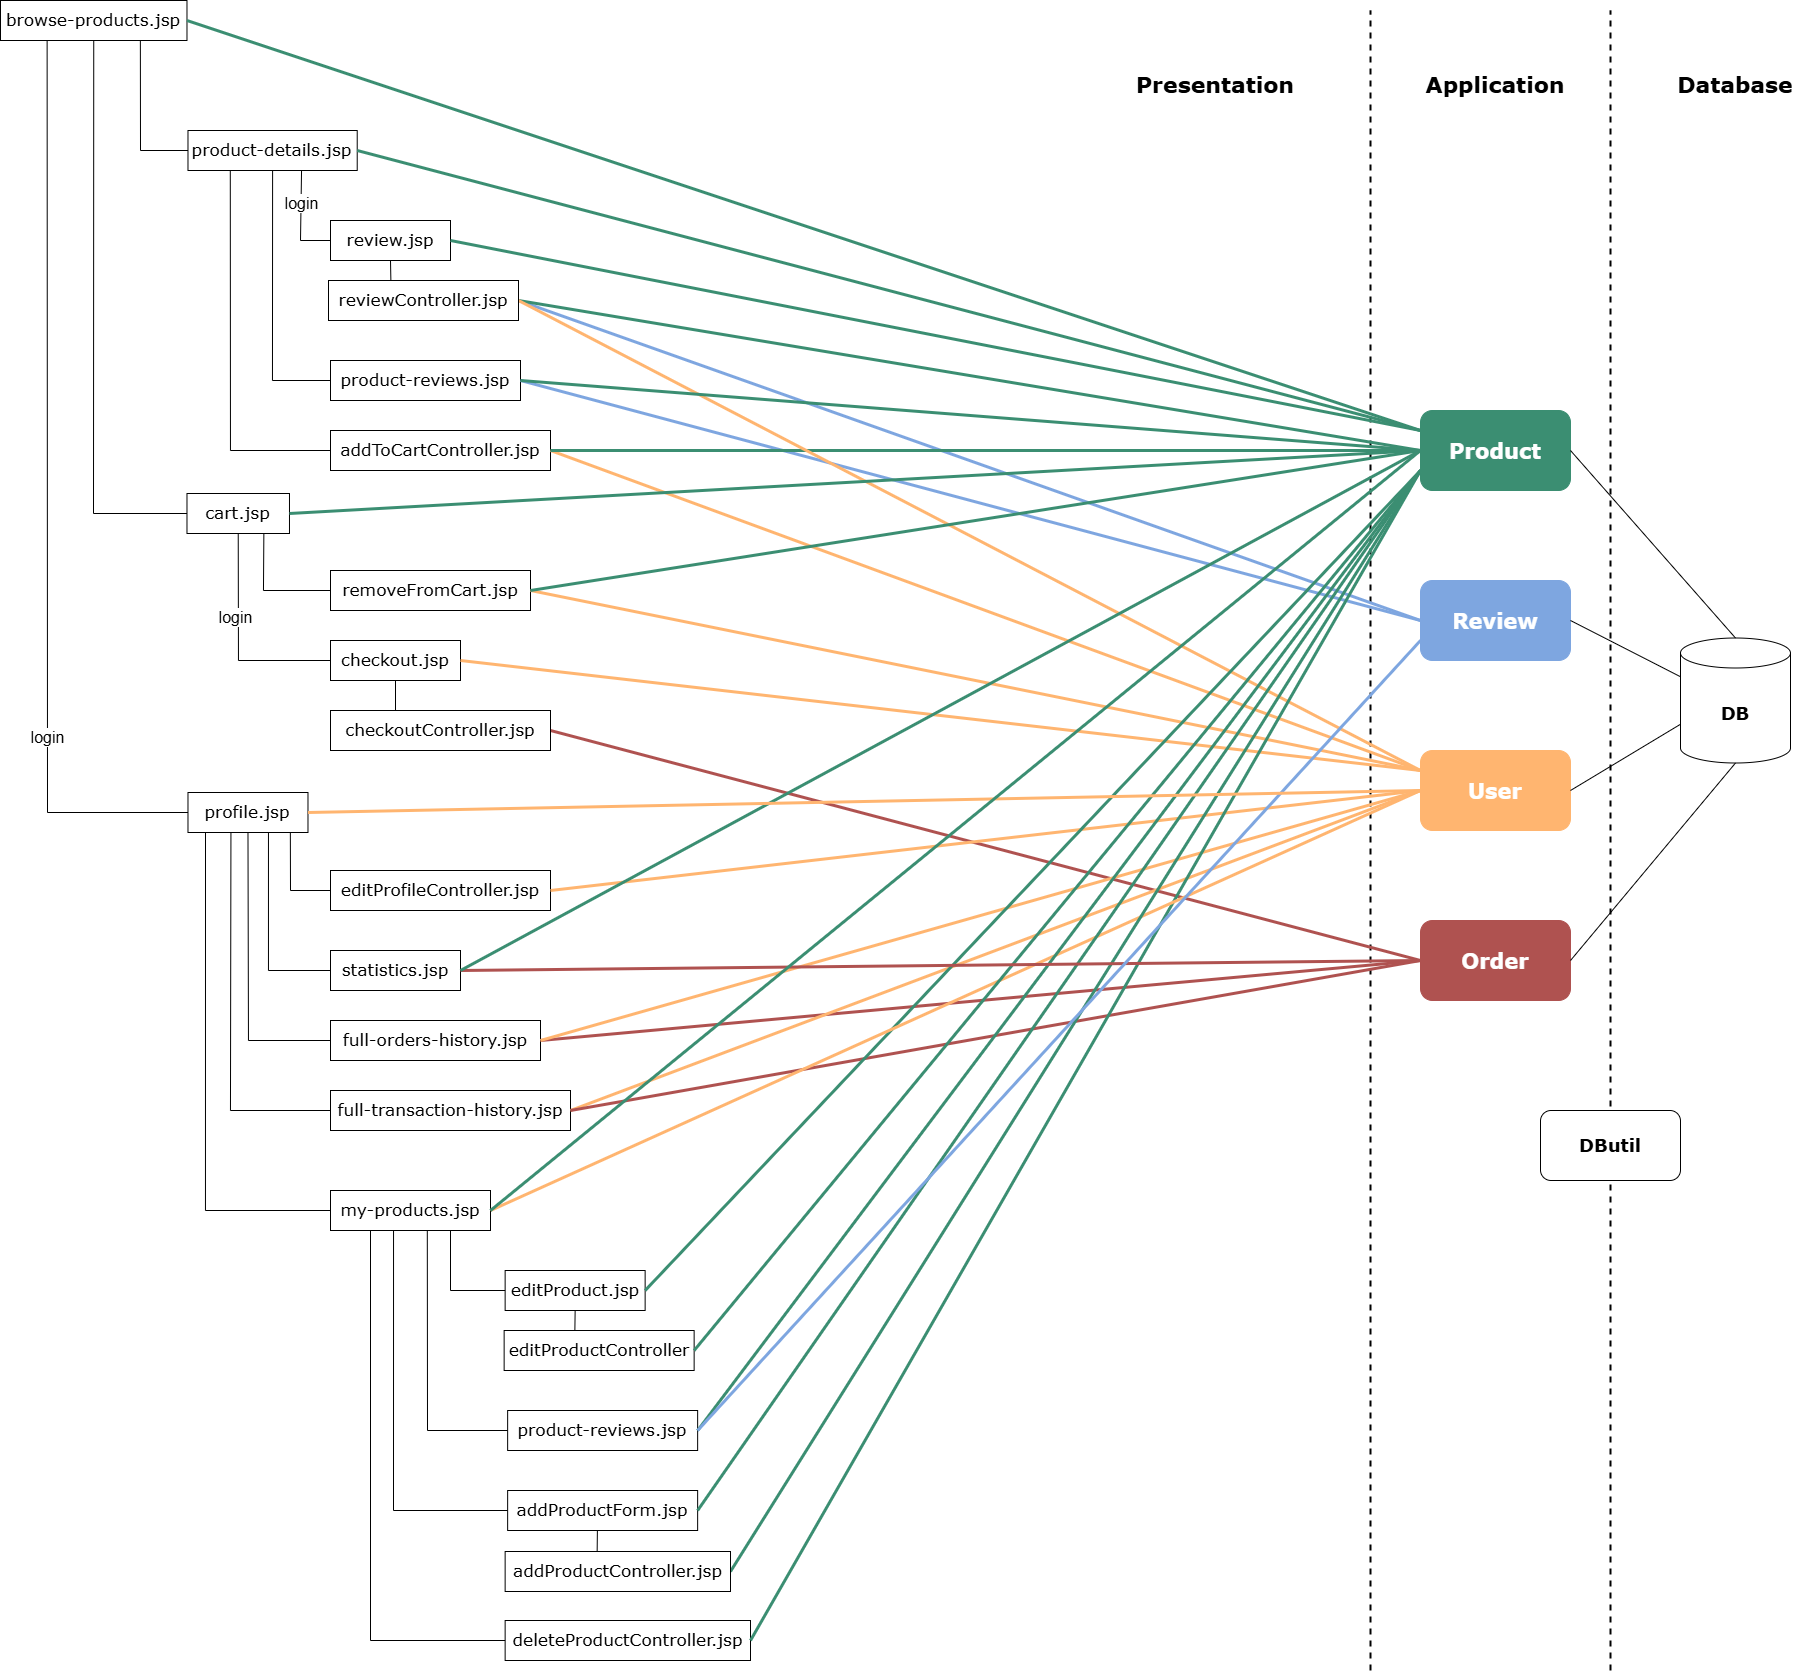 browse-products.jsp
Presentation
Application
Database
product-details.jsp
login
review.jsp
reviewController.jsp
product-reviews.jsp
addToCartController.jsp
Product
cart.jsp
removeFromCart.jsp
login
Review
checkout.jsp
checkoutController.jsp
DB
login
User
profile.jsp
editProfileController.jsp
statistics.jsp
Order
full-orders-history.jsp
full-transaction-history.jsp
DButil
my-products.jsp
editProduct.jsp
editProductController
product-reviews.jsp
addProductForm.jsp
addProductController.jsp
deleteProductController.jsp